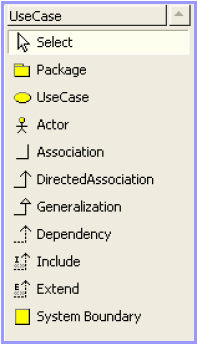 UseCase
Select
Package
UseCase
Actor
Association
DirectedAssociation
Generalization
Dependency
Include
Extend
System Boundary